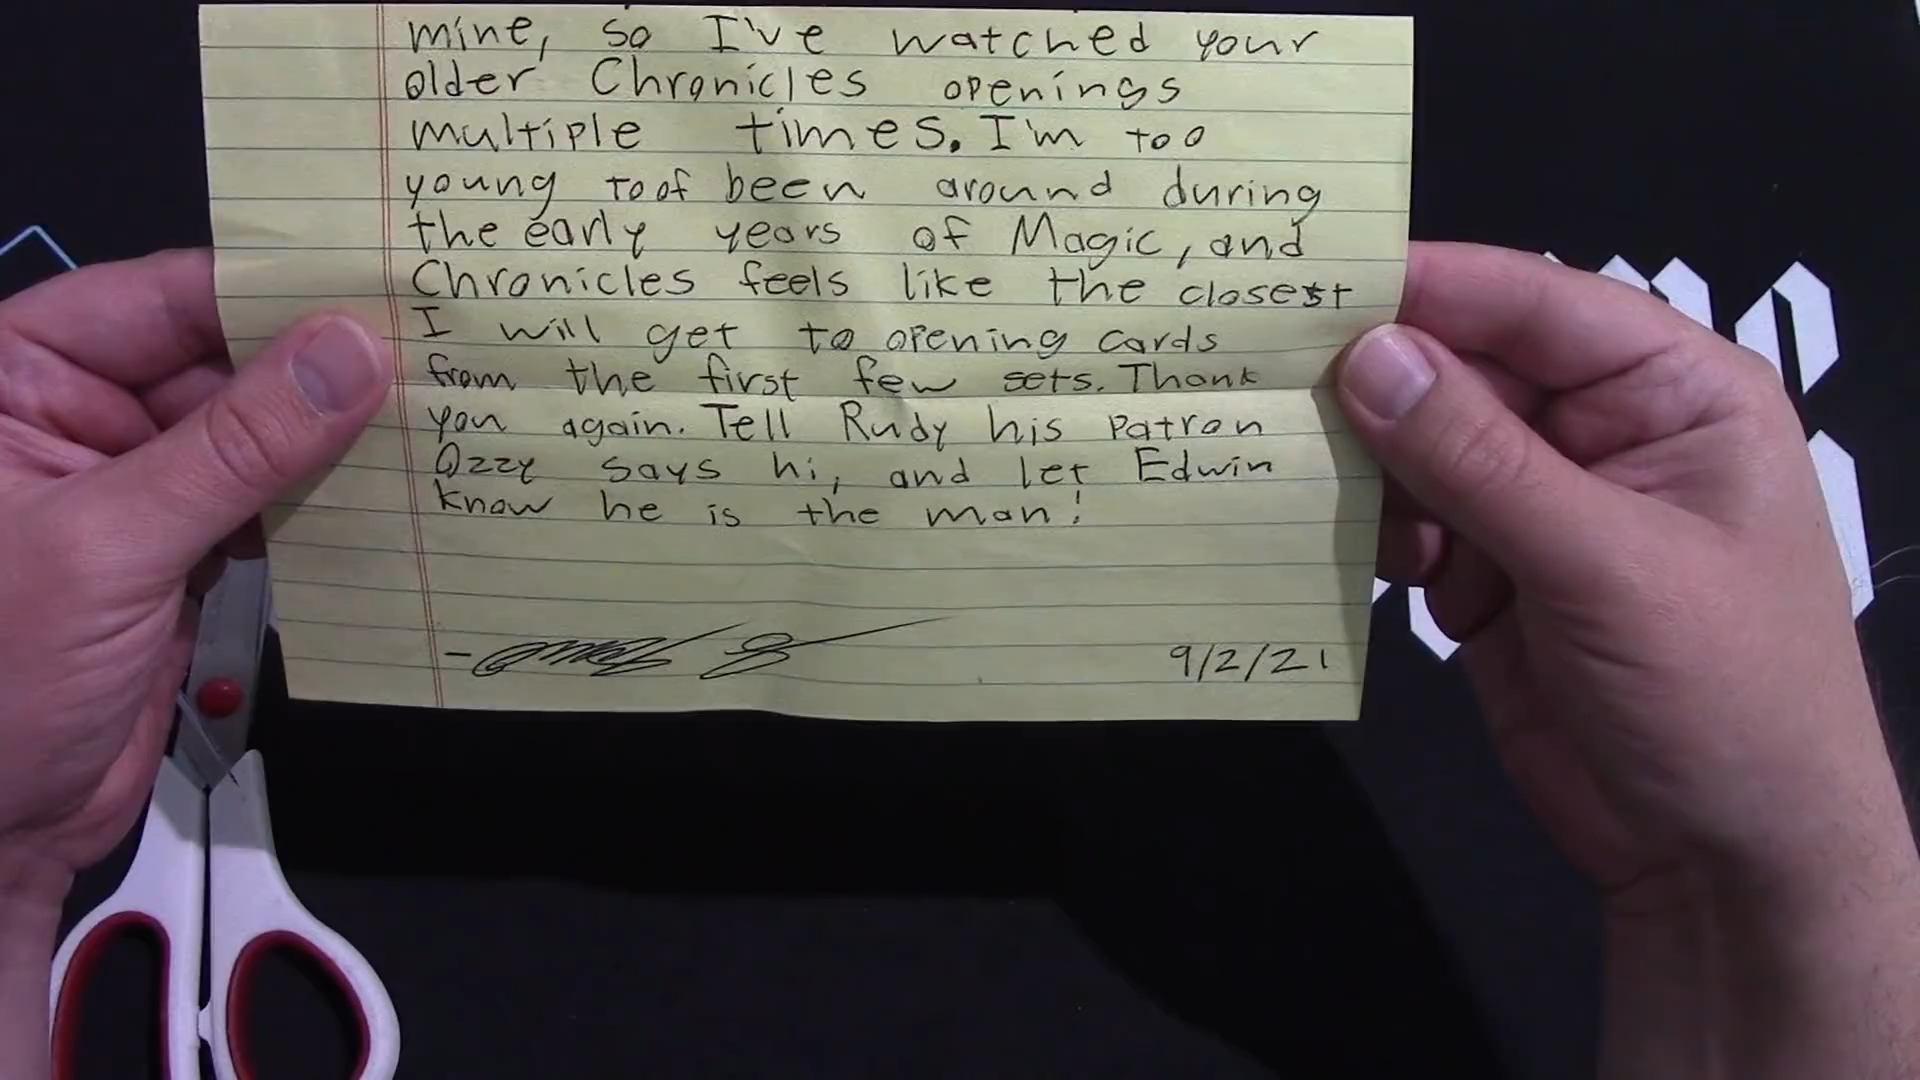 mine, so I've watched your
older Chronicles openings
multiple times. I'm too
young to of been around during
the early years of Magic, and
Chronicles feels like the closest
I will get to opening cards
from the first few sets. Thank
you again. Tell Rudy his Patron
Ozzy says hi, and let Edwin
know he is the man!
9/2/21